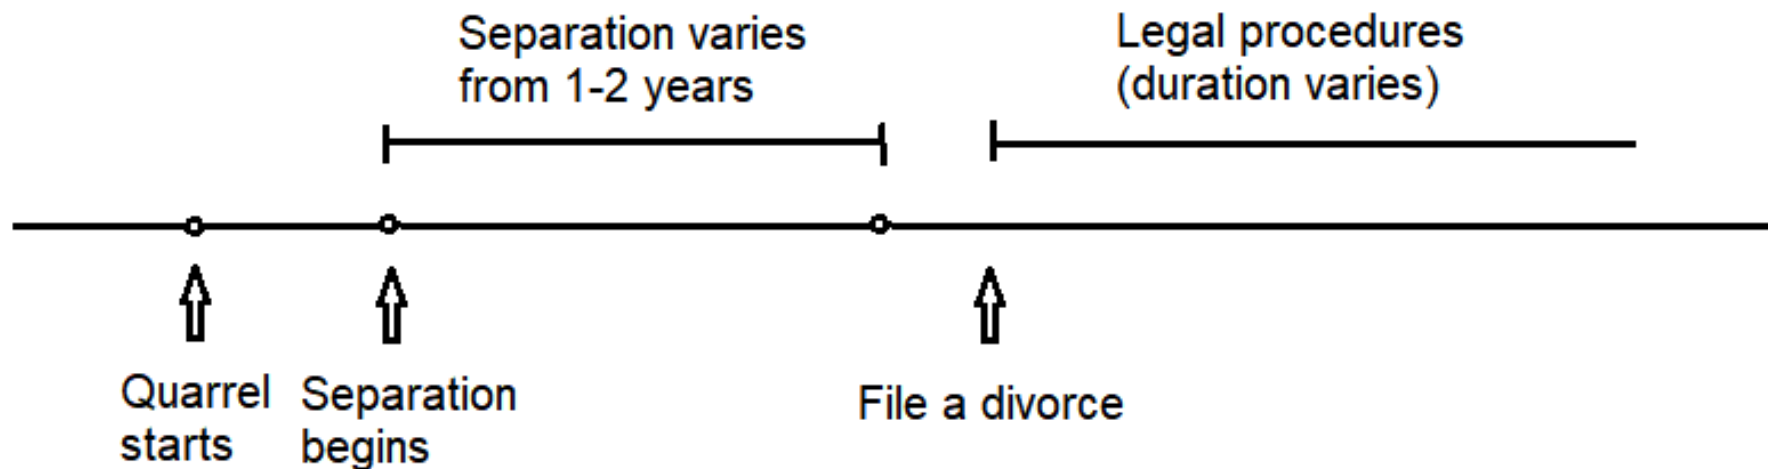 Separation varies
from 1-2 years
Legal procedures
(duration varies)
Quarrel
starts
Separation
begins
File a divorce